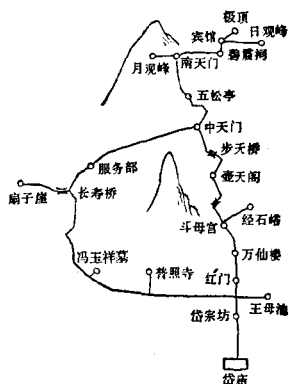 极顶
宾馆
日观峰
月观峰
南天门
碧霞祠
五松亭
中天门
步天桥
服务部
壶天阁
扇子崖
长寿桥
经石峪
斗母宫
万仙楼
冯玉祥墓
普照寺
红门
王母池
岱宗坊
岱庙